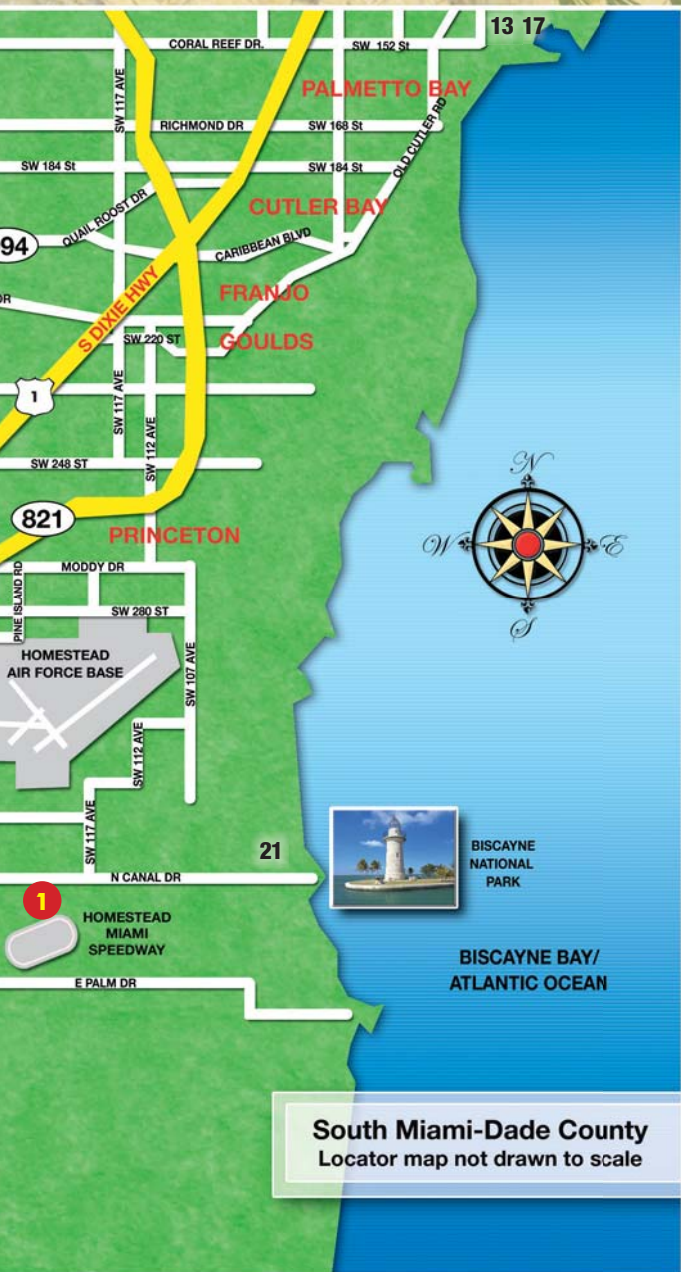 13 17
CORAL REEF DR.
SW 152 St
PALMETTO BAY
SW 117 AVE
OLD CUTLER RD
RICHMOND DR
SW 168 St
SW 184 St
SW 184 St
QUAIL ROOST DR
CUTLER BAY
94
CARIBBEAN BLVD
S DIXIE HWY
FRANJO
DR
SW 220 ST
GOULDS
1
SW 117 AVE
SW 112 AVE
SW 248 ST
N
W
E
S
821
PRINCETON
MODDY DR
PINE ISLAND RD
SW 280 ST
HOMESTEAD
AIR FORCE BASE
SW 107 AVE
SW 112 AVE
SW 117 AVE
21
BISCAYNE
NATIONAL
PARK
N CANAL DR
1
HOMESTEAD
MIAMI
SPEEDWAY
BISCAYNE BAY/
ATLANTIC OCEAN
E PALM DR
South Miami-Dade County
Locator map not drawn to scale